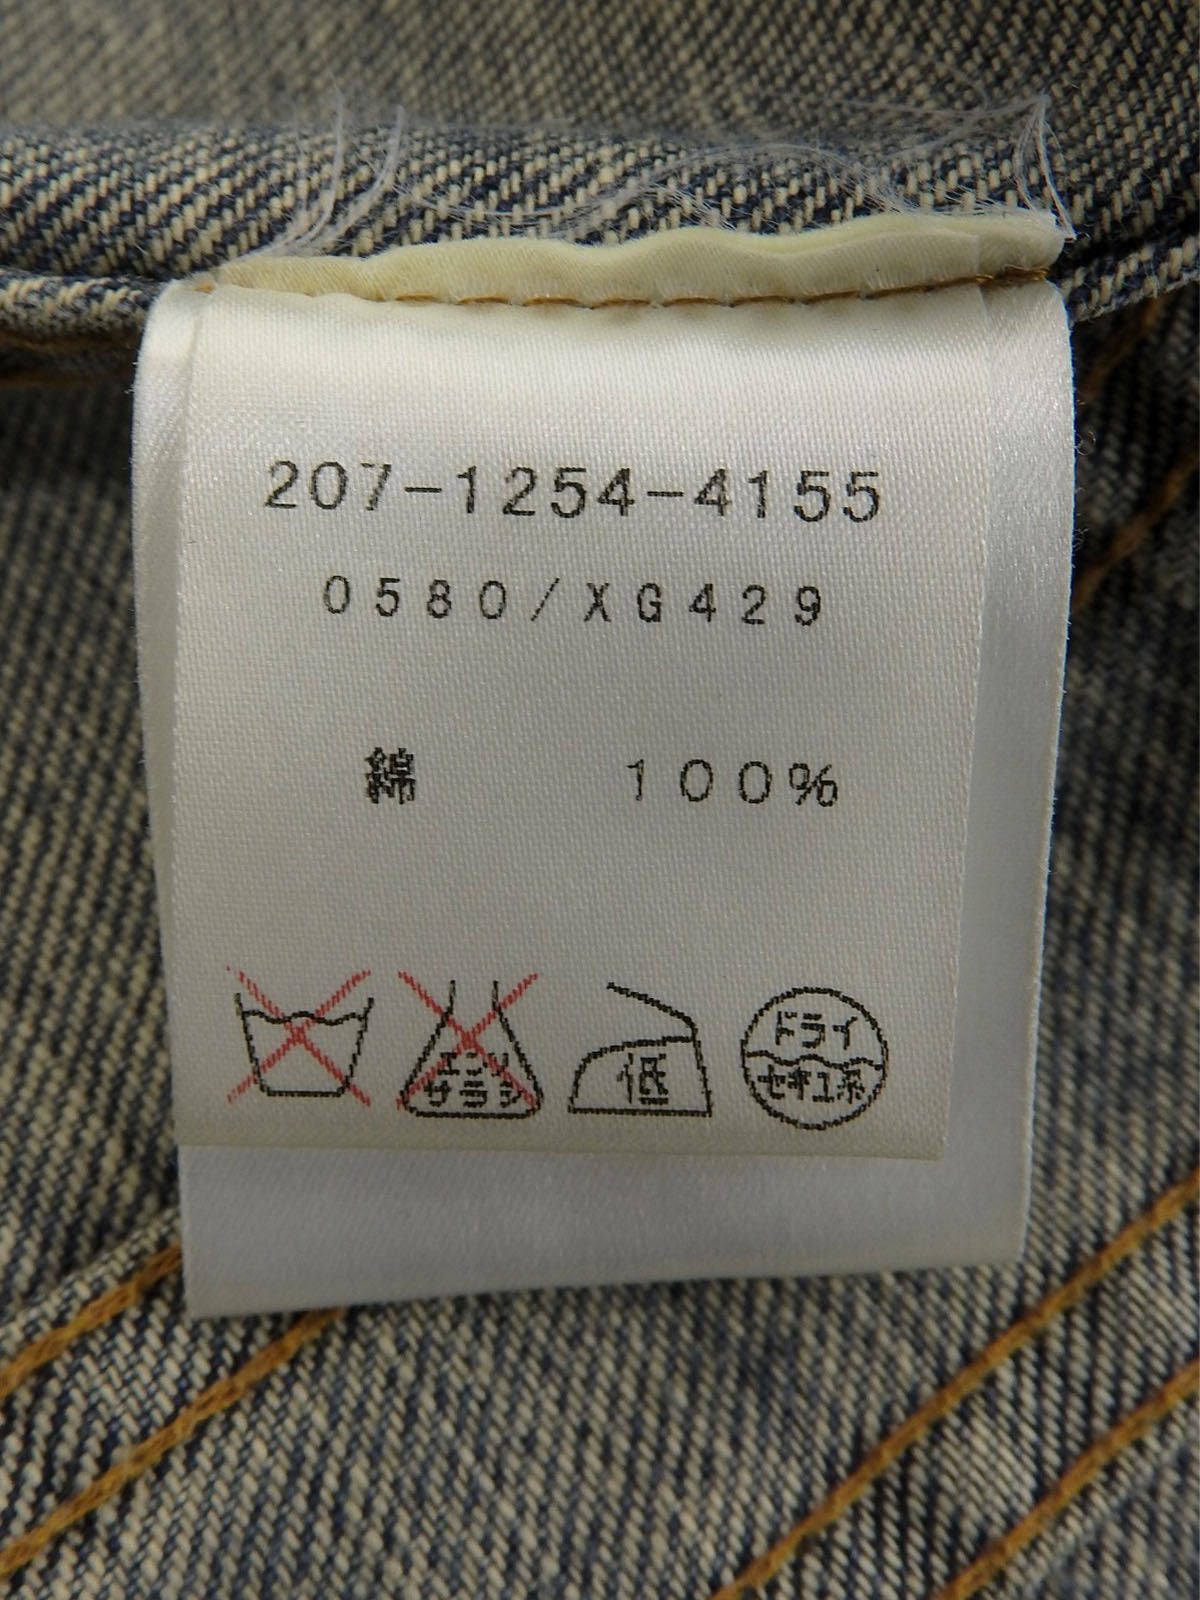 207-1254-4155
0580/XG429
綿 100%
エンソ
サラシ
低
ドライ
セキユ系